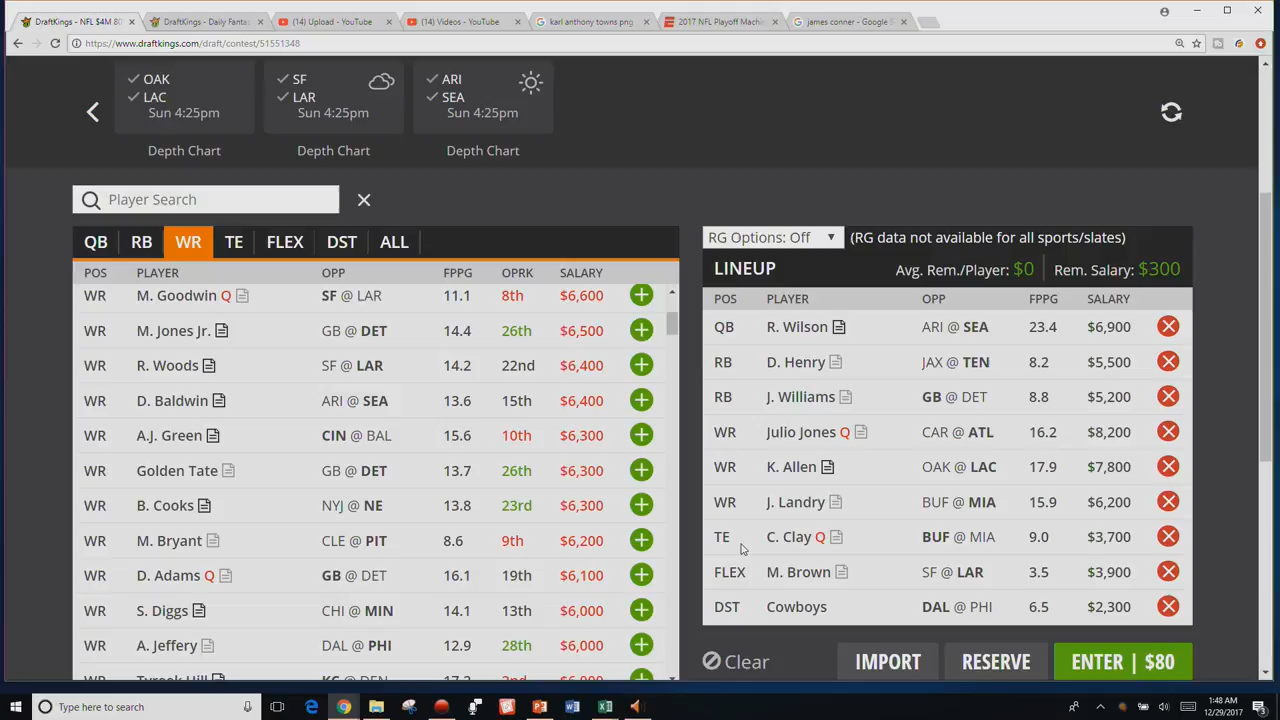 DraftKings - NFL $4M 80
DraftKings - Daily Fantas
(14) Upload - YouTube
(14) Videos - YouTube
karl anthony towns png
2017 NFL Playoff Machin
james conner - Google S
https://www.draftkings.com/draft/contest/51551348
OAK
LAC
Sun 4:25pm
SF
LAR
Sun 4:25pm
ARI
SEA
Sun 4:25pm
Depth Chart
Depth Chart
Depth Chart
Player Search
QB RB WR TE FLEX DST ALL
POS PLAYER OPP FPPG OPRK SALARY
WR M. Goodwin Q SF @ LAR 11.1 8th $6,600
WR M. Jones Jr. GB @ DET 14.4 26th $6,500
WR R. Woods SF @ LAR 14.2 22nd $6,400
WR D. Baldwin ARI @ SEA 13.6 15th $6,400
WR A.J. Green CIN @ BAL 15.6 10th $6,300
WR Golden Tate GB @ DET 13.7 26th $6,300
WR B. Cooks NYJ @ NE 13.8 23rd $6,300
WR M. Bryant CLE @ PIT 8.6 9th $6,200
WR D. Adams Q GB @ DET 16.1 19th $6,100
WR S. Diggs CHI @ MIN 14.1 13th $6,000
WR A. Jeffery DAL @ PHI 12.9 28th $6,000
WR Tyreek Hill KC @ DEN 17.2
RG Options: Off (RG data not available for all sports/slates)
LINEUP Avg. Rem./Player: $0 Rem. Salary: $300
POS PLAYER OPP FPPG SALARY
QB R. Wilson ARI @ SEA 23.4 $6,900
RB D. Henry JAX @ TEN 8.2 $5,500
RB J. Williams GB @ DET 8.8 $5,200
WR Julio Jones Q CAR @ ATL 16.2 $8,200
WR K. Allen OAK @ LAC 17.9 $7,800
WR J. Landry BUF @ MIA 15.9 $6,200
TE C. Clay Q BUF @ MIA 9.0 $3,700
FLEX M. Brown SF @ LAR 3.5 $3,900
DST Cowboys DAL @ PHI 6.5 $2,300
Clear IMPORT RESERVE ENTER | $80
Type here to search
1:48 AM
12/29/2017